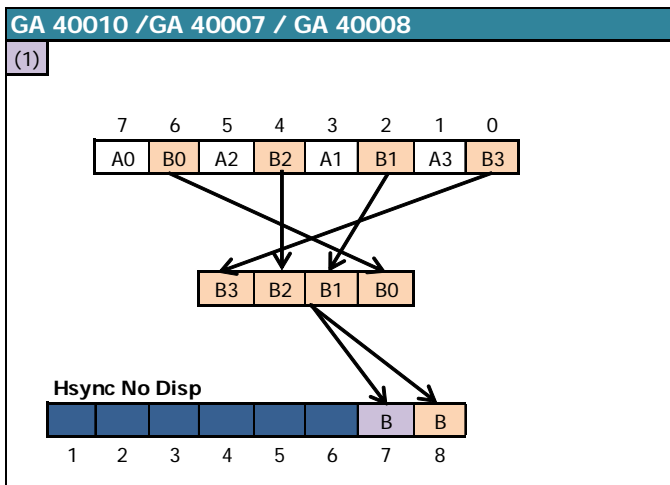 GA 40010 /GA 40007 / GA 40008
(1)
7 6 5 4 3 2 1 0
A0 B0 A2 B2 A1 B1 A3 B3
B3 B2 B1 B0
Hsync No Disp
B B
1 2 3 4 5 6 7 8